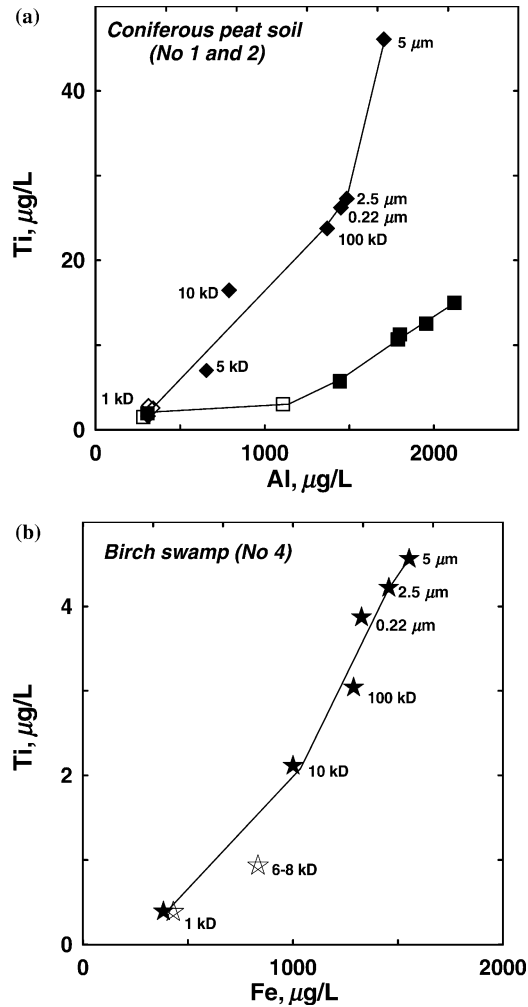 (a)
Coniferous peat soil
(No 1 and 2)
5 μm
40
2.5 μm
0.22 μm
100 kD
Ti, μg/L
20
10 kD
5 kD
1 kD
0
0
1000
2000
Al, μg/L
(b)
Birch swamp (No 4)
5 μm
2.5 μm
4
0.22 μm
100 kD
Ti, μg/L
2
10 kD
6-8 kD
1 kD
0
0
1000
2000
Fe, μg/L